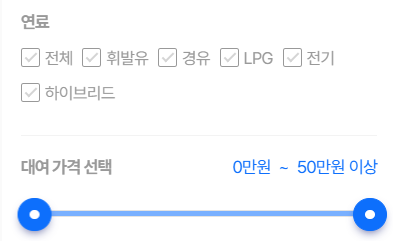 연료
전체 휘발유 경유 LPG 전기
하이브리드
대여 가격 선택 0만원 ~ 50만원 이상